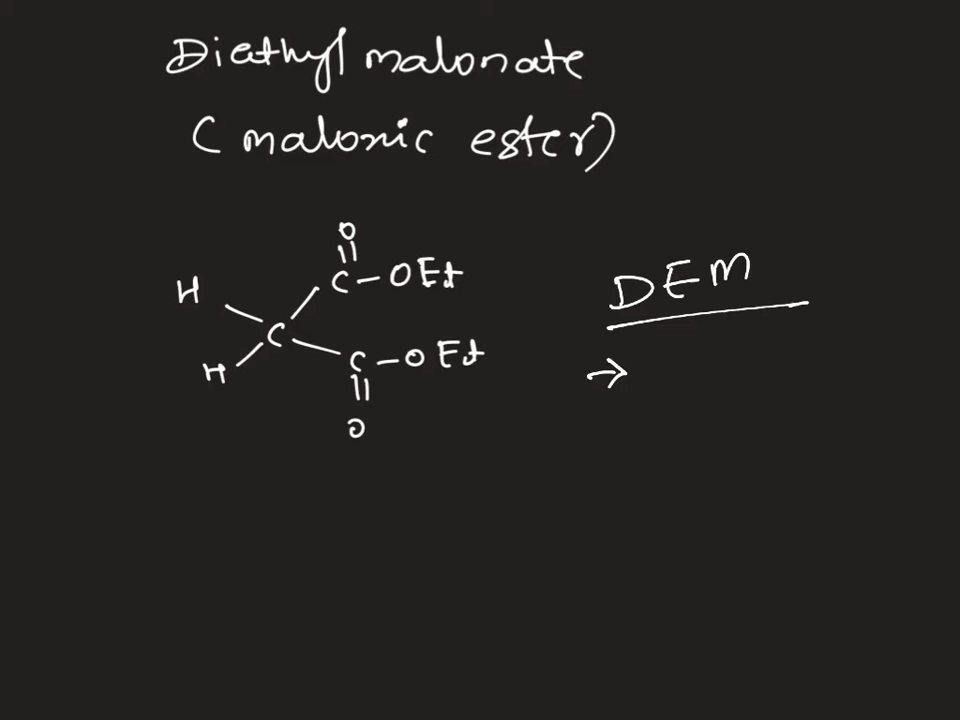 Diethyl malonate
(malonic ester)
O
||
C-OEt
H
C
DEM
H
C-OEt
||
O
→